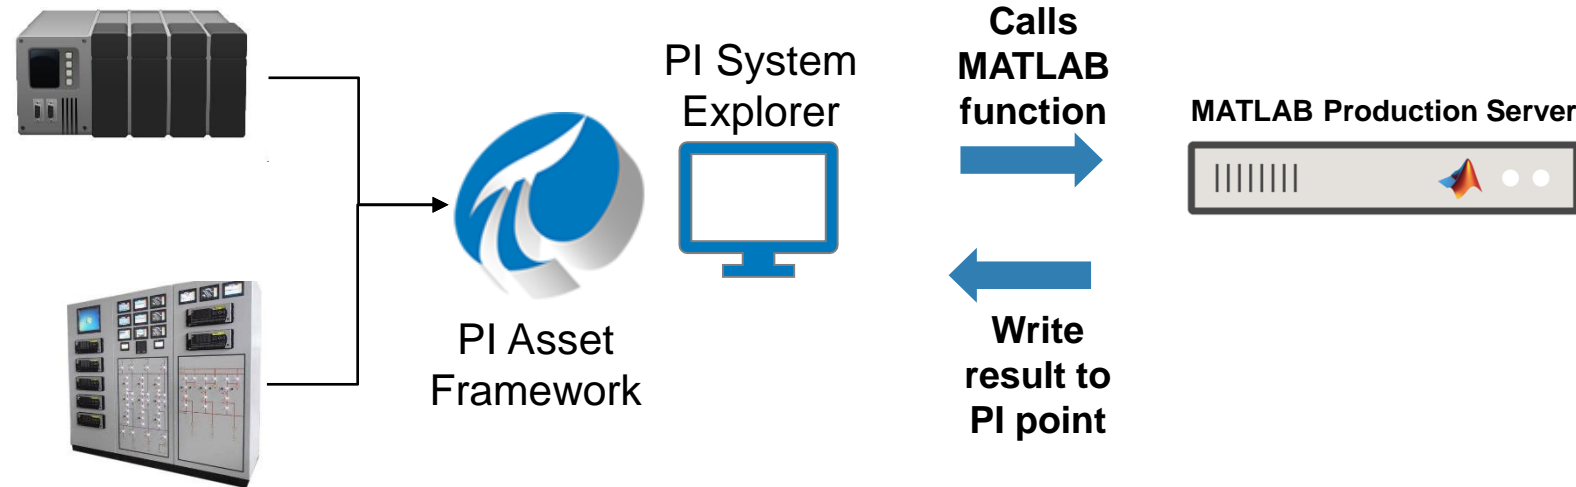 PI System
Explorer
Calls
MATLAB
function
MATLAB Production Server
PI Asset
Framework
Write
result to
PI point